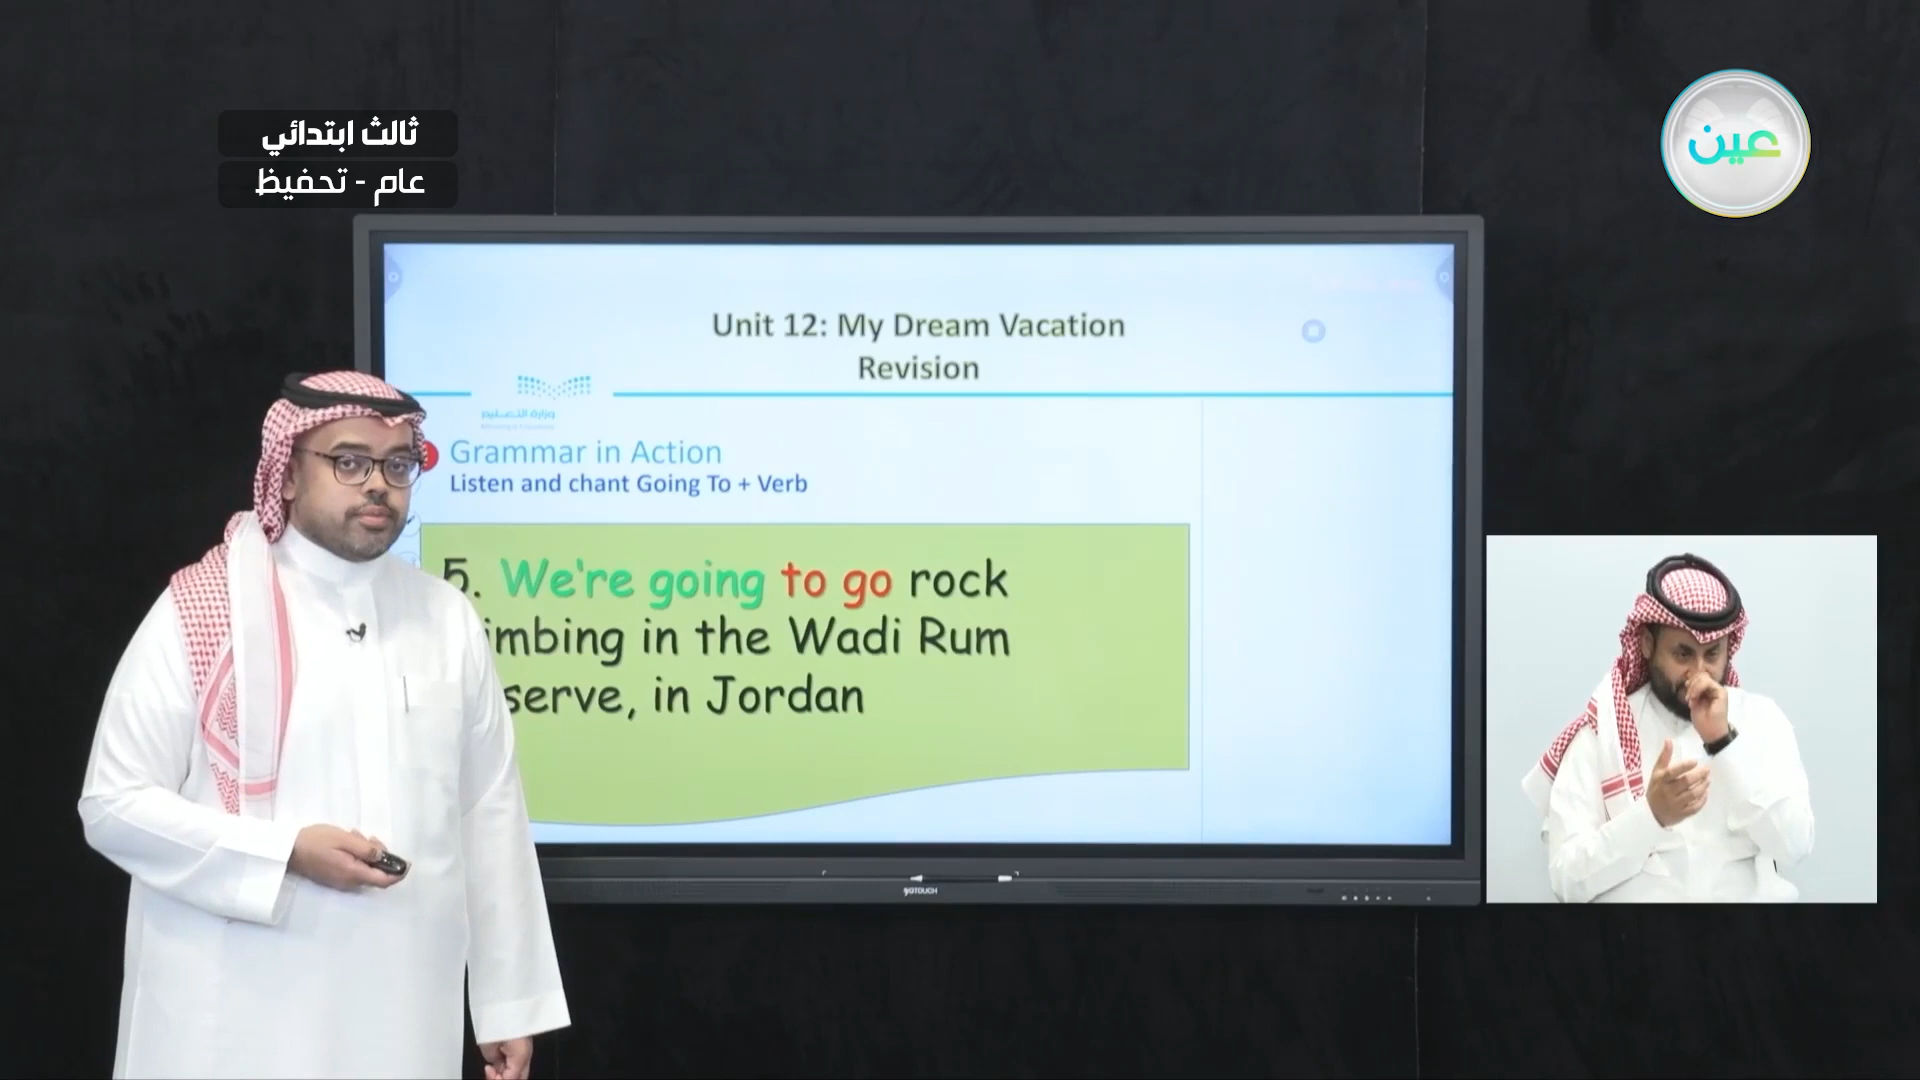 ثالث ابتدائي
عام - تحفيظ
عين
Unit 12: My Dream Vacation
Revision
وزارة التعليم
Grammar in Action
Listen and chant Going To + Verb
5. We're going to go rock
imbing in the Wadi Rum
serve, in Jordan